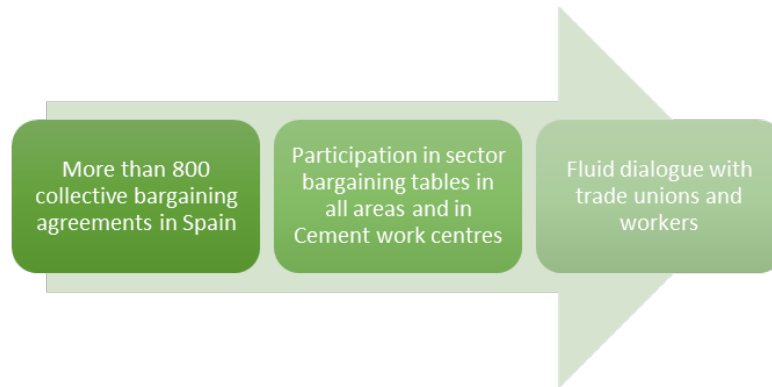 More than 800
collective bargaining
agreements in Spain
Participation in sector
bargaining tables in
all areas and in
Cement work centres
Fluid dialogue with
trade unions and
workers